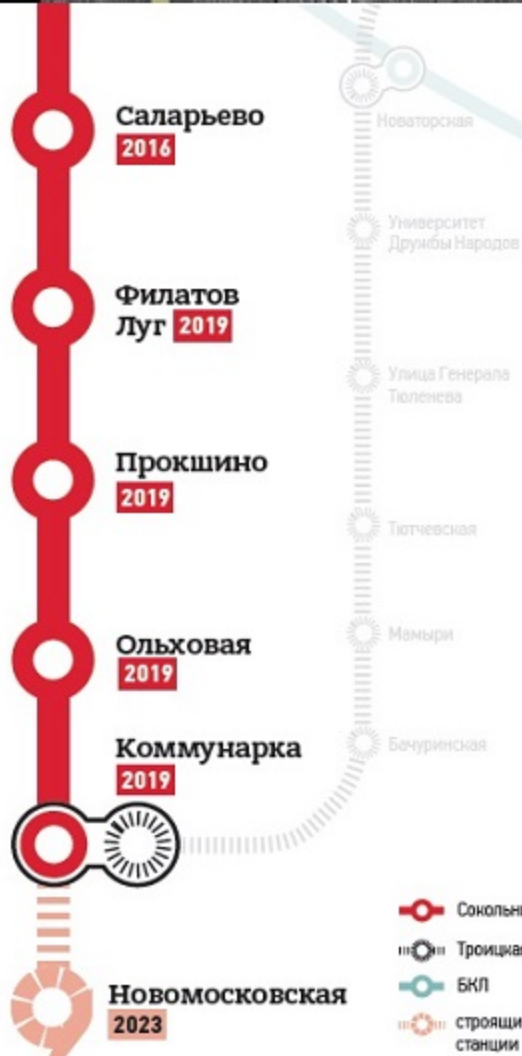 Саларьево
2016
Филатов
Луг 2019
Прокшино
2019
Ольховая
2019
Коммунарка
2019
Новомосковская
2023
Новаторская
Университет
Дружбы Народов
Улица Генерала
Тюленева
Тютчевская
Мамыри
Бачуринская
БКЛ
станции